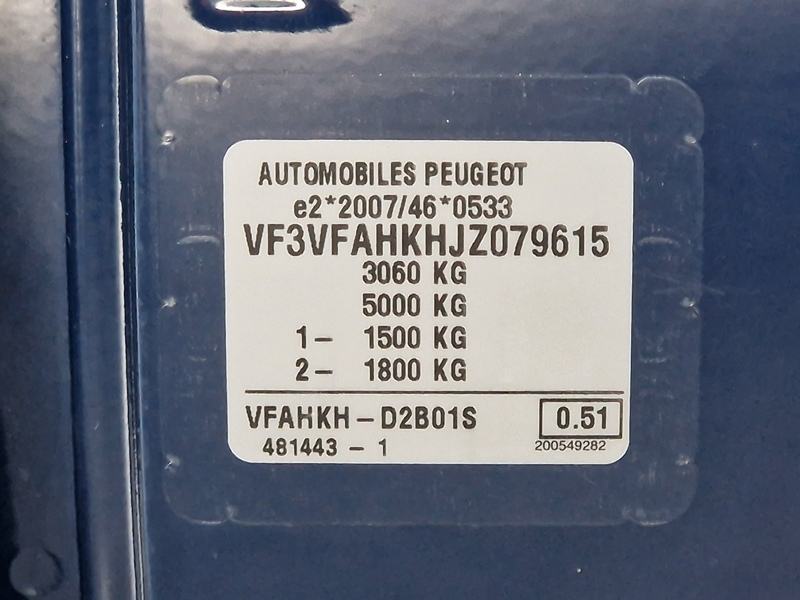 AUTOMOBILES PEUGEOT
e2*2007/46*0533
VF3VFAHKHJZ079615
3060 KG
5000 KG
1- 1500 KG
2- 1800 KG
VFAHKH-D2B01S 0.51
481443 - 1 200549282